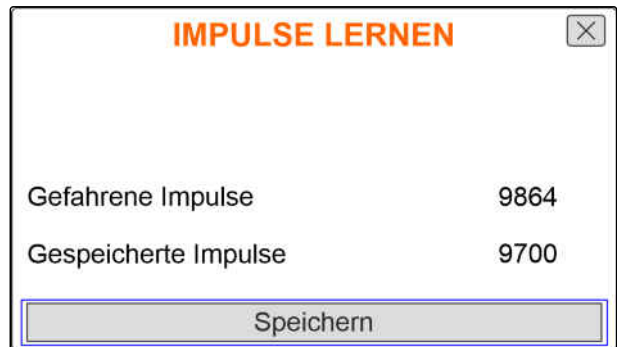 IMPULSE LERNEN
Gefahrene Impulse 9864
Gespeicherte Impulse 9700
Speichern